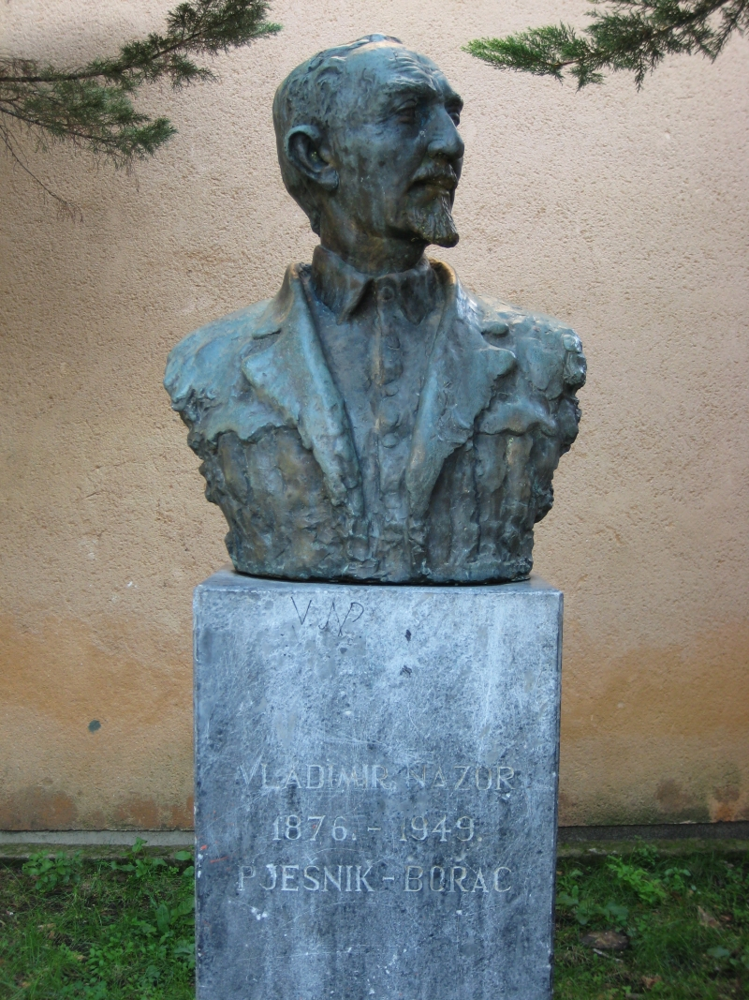 VLADIMIR NAZOR
1876. - 1949.
PJESNIK - BORAC